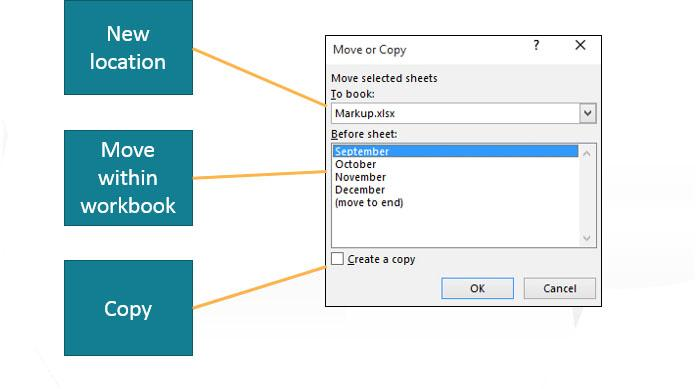 New
location
Move
within
workbook
Copy
Move or Copy
?
Move selected sheets
To book:
Markup.xlsx
Before sheet:
September
October
November
December
(move to end)
Create a copy
OK
Cancel